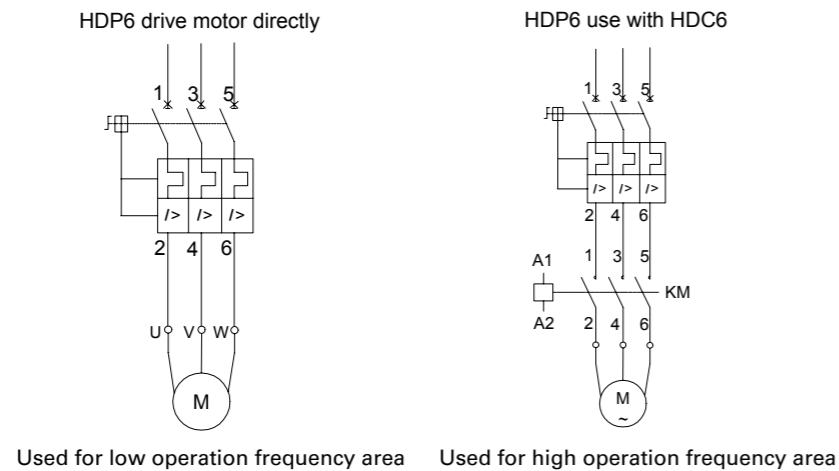 HDP6 drive motor directly
1 3 5
I> I> I>
2 4 6
U V W
M
Used for low operation frequency area
HDP6 use with HDC6
1 3 5
I> I> I>
2 4 6
A1 1 3 5
KM
A2 2 4 6
M
~
Used for high operation frequency area